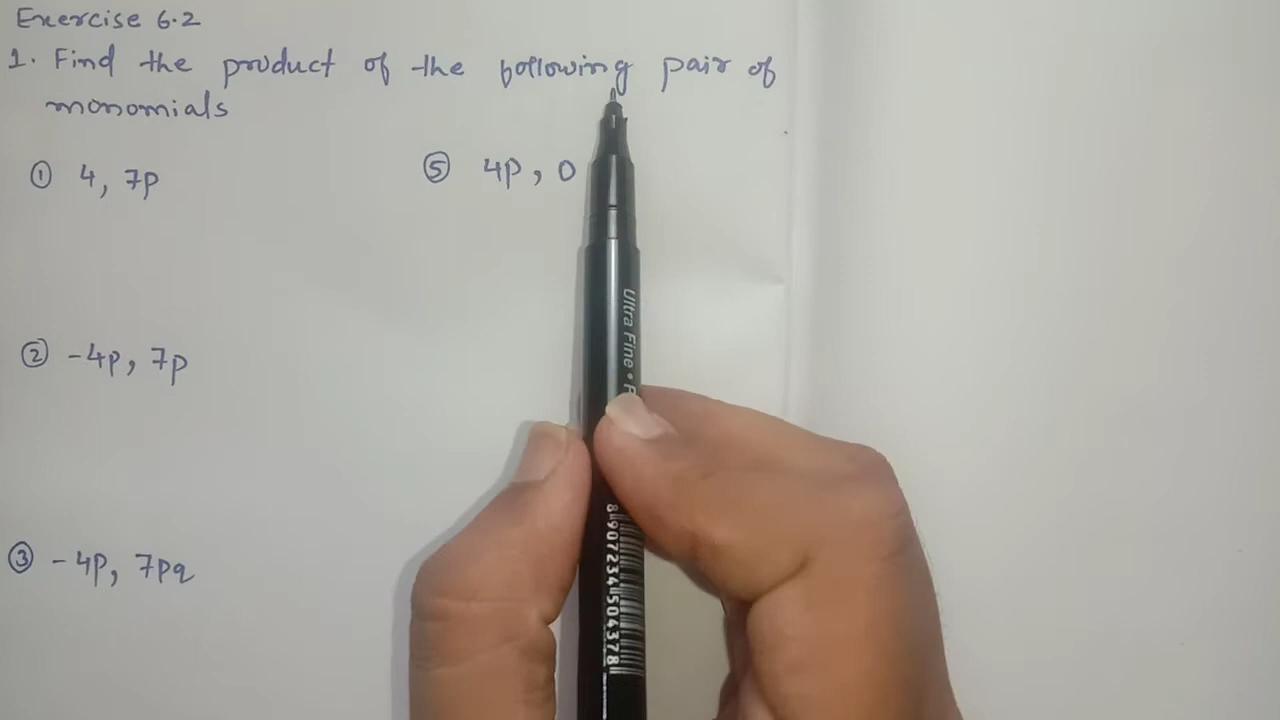 Exercise 6.2
1. Find the product of the following pair of
monomials
① 4, 7p
⑤ 4p, 0
② -4p, 7p
③ -4p, 7pq
Ultra Fine •
8907234504378